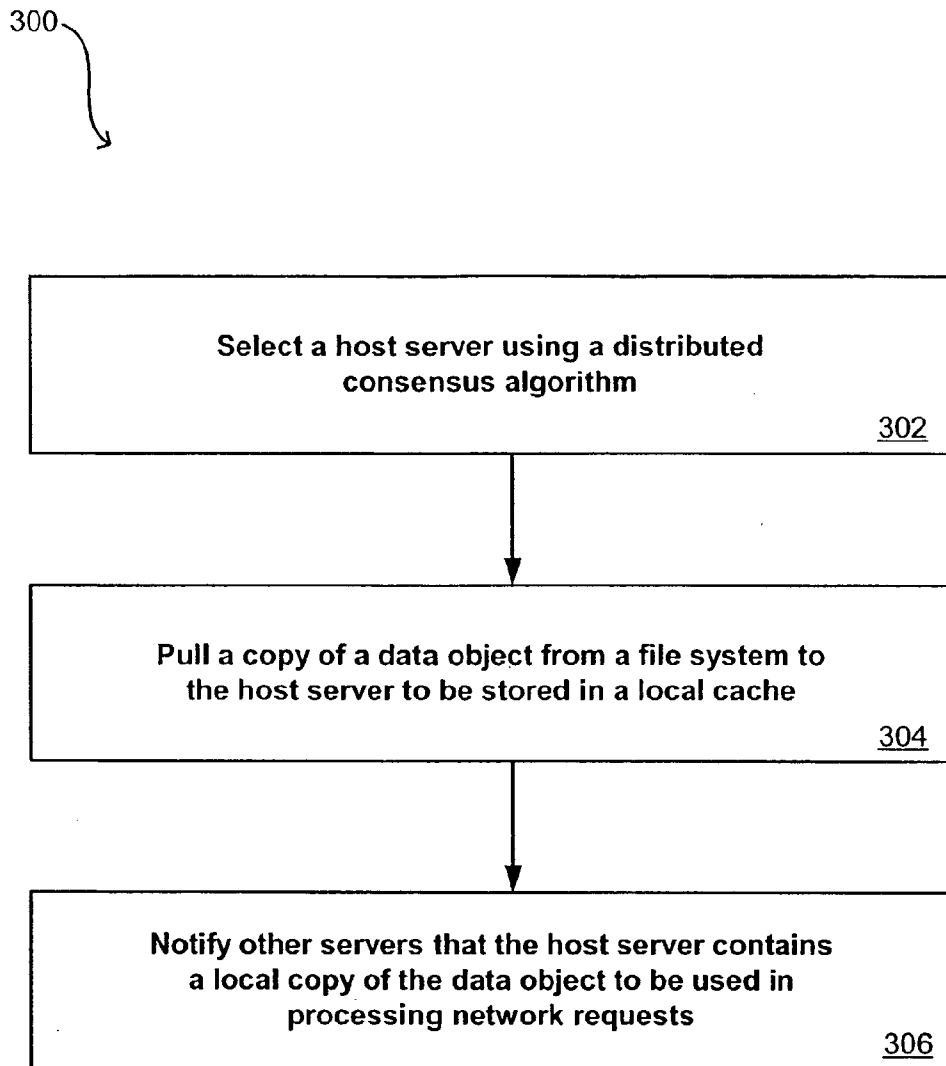 300
Select a host server using a distributed
consensus algorithm
302
Pull a copy of a data object from a file system to
the host server to be stored in a local cache
304
Notify other servers that the host server contains
a local copy of the data object to be used in
processing network requests
306